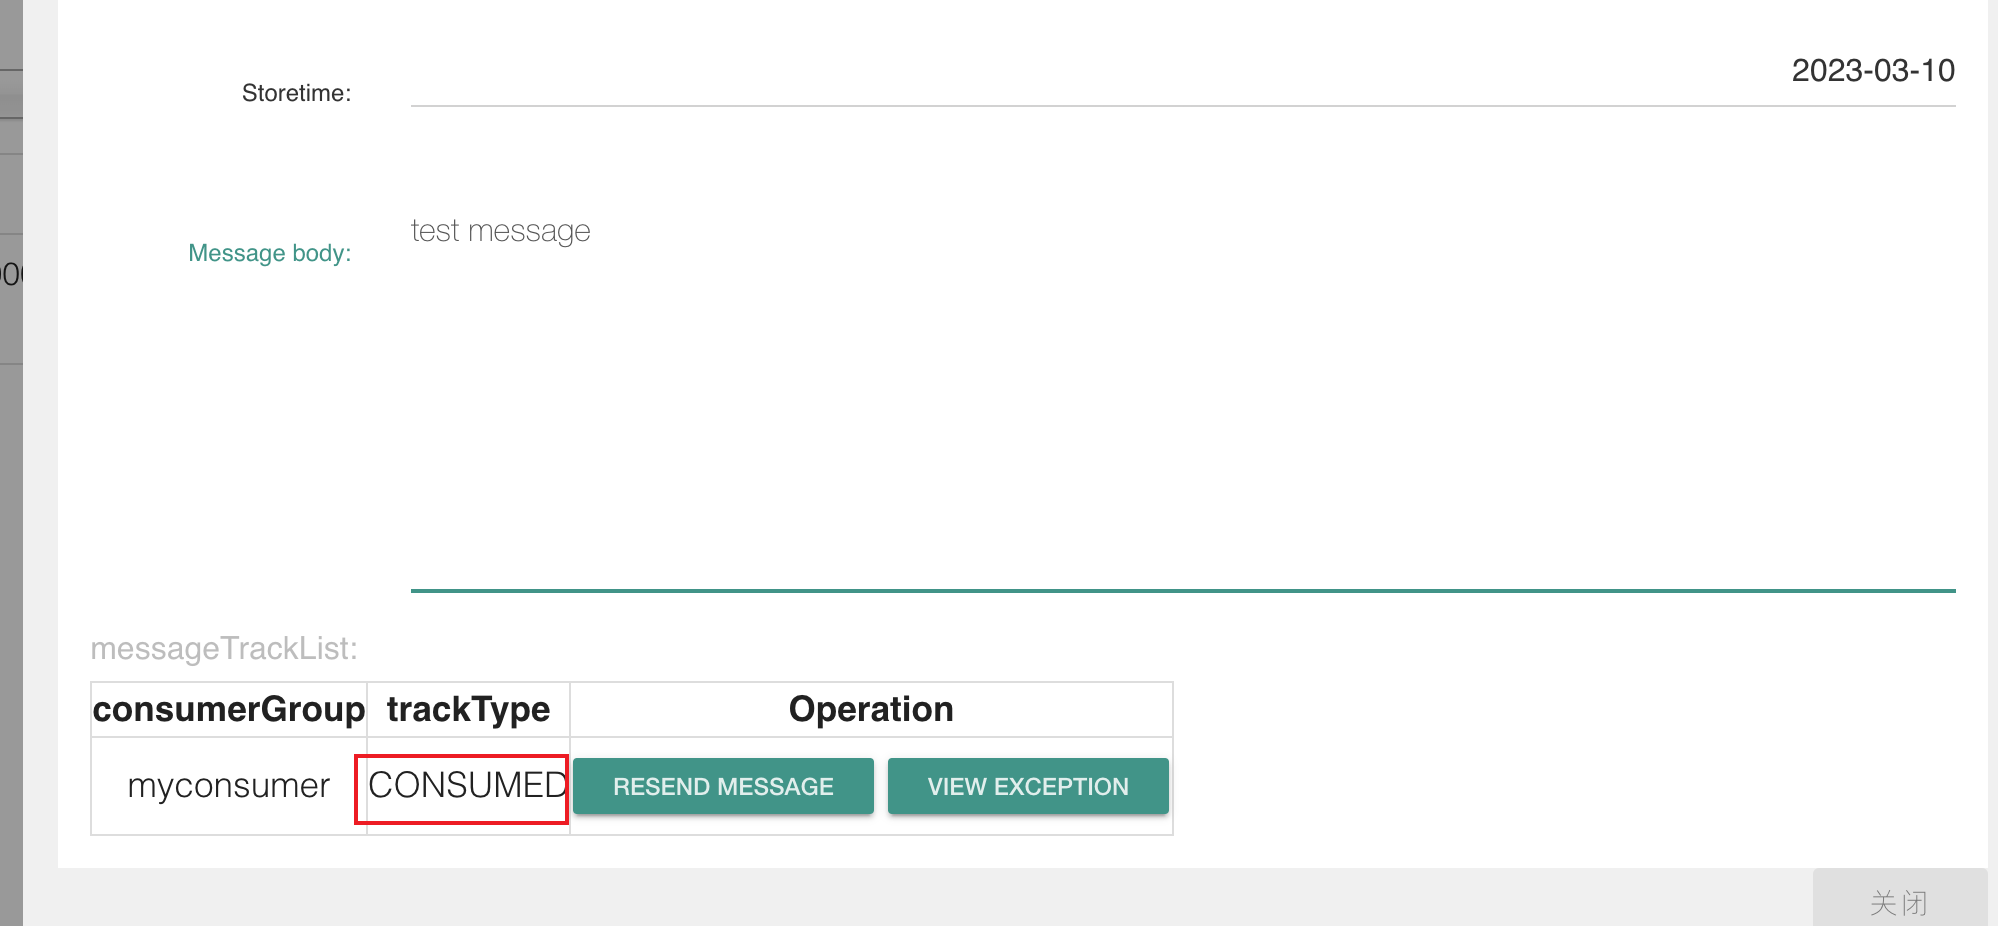 2023-03-10
Storetime:
test message
Message body:
messageTrackList:
consumerGroup trackType Operation
myconsumer CONSUMED RESEND MESSAGE VIEW EXCEPTION
关闭